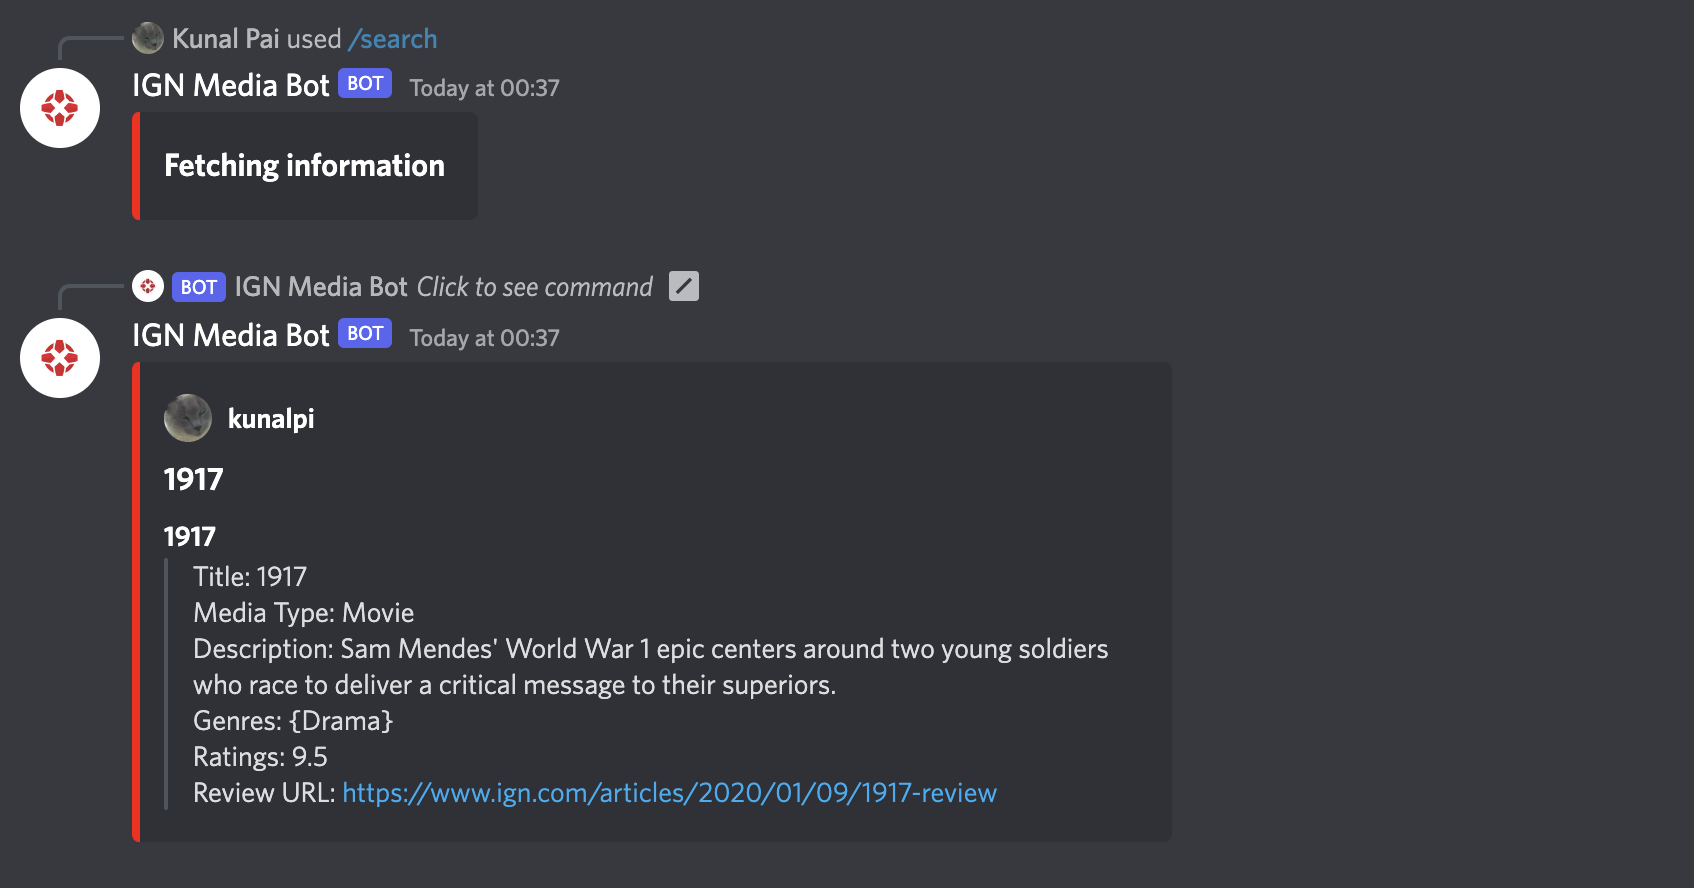 Kunal Pai used /search
IGN Media Bot BOT Today at 00:37
Fetching information
BOT IGN Media Bot Click to see command
IGN Media Bot BOT Today at 00:37
kunalpi
1917
1917
Title: 1917
Media Type: Movie
Description: Sam Mendes' World War 1 epic centers around two young soldiers
who race to deliver a critical message to their superiors.
Genres: {Drama}
Ratings: 9.5
Review URL: https://www.ign.com/articles/2020/01/09/1917-review